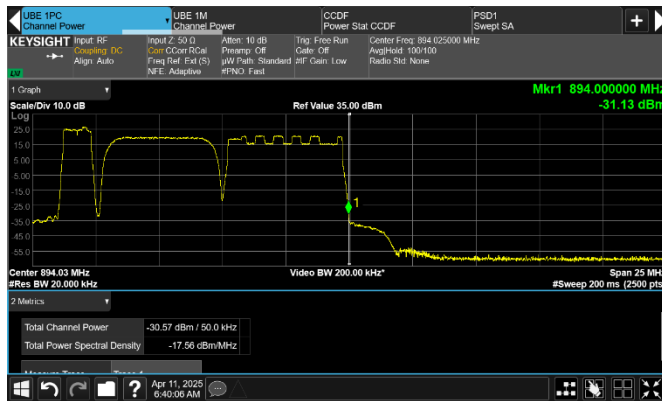 UBE 1PC
Channel Power
UBE 1M
Channel Power
CCDF
Power Stat CCDF
PSD1
Swept SA
KEYSIGHT
Input: RF
Coupling: DC
Align: Auto
Input Z: 50 Ω
Corr CCorr RCal
Freq Ref: Ext (S)
NFE: Adaptive
Atten: 10 dB
Preamp: Off
µW Path: Standard
#PNO: Fast
Trig: Free Run
Gate: Off
#IF Gain: Low
Center Freq: 894.025000 MHz
Avg|Hold: 100/100
Radio Std: None
LXI
1 Graph
Mkr1 894.000000 MHz
Scale/Div 10.0 dB
Ref Value 35.00 dBm
-31.13 dBm
Log
25.0
15.0
5.00
-5.00
-15.0
-25.0
-35.0
-45.0
-55.0
1
Center 894.03 MHz
Video BW 200.00 kHz*
Span 25 MH
#Res BW 20.000 kHz
#Sweep 200 ms (2500 pts
2 Metrics
Total Channel Power -30.57 dBm / 50.0 kHz
Total Power Spectral Density -17.56 dBm/MHz
Measure Trace Trace 1
?
Apr 11, 2025
6:40:06 AM